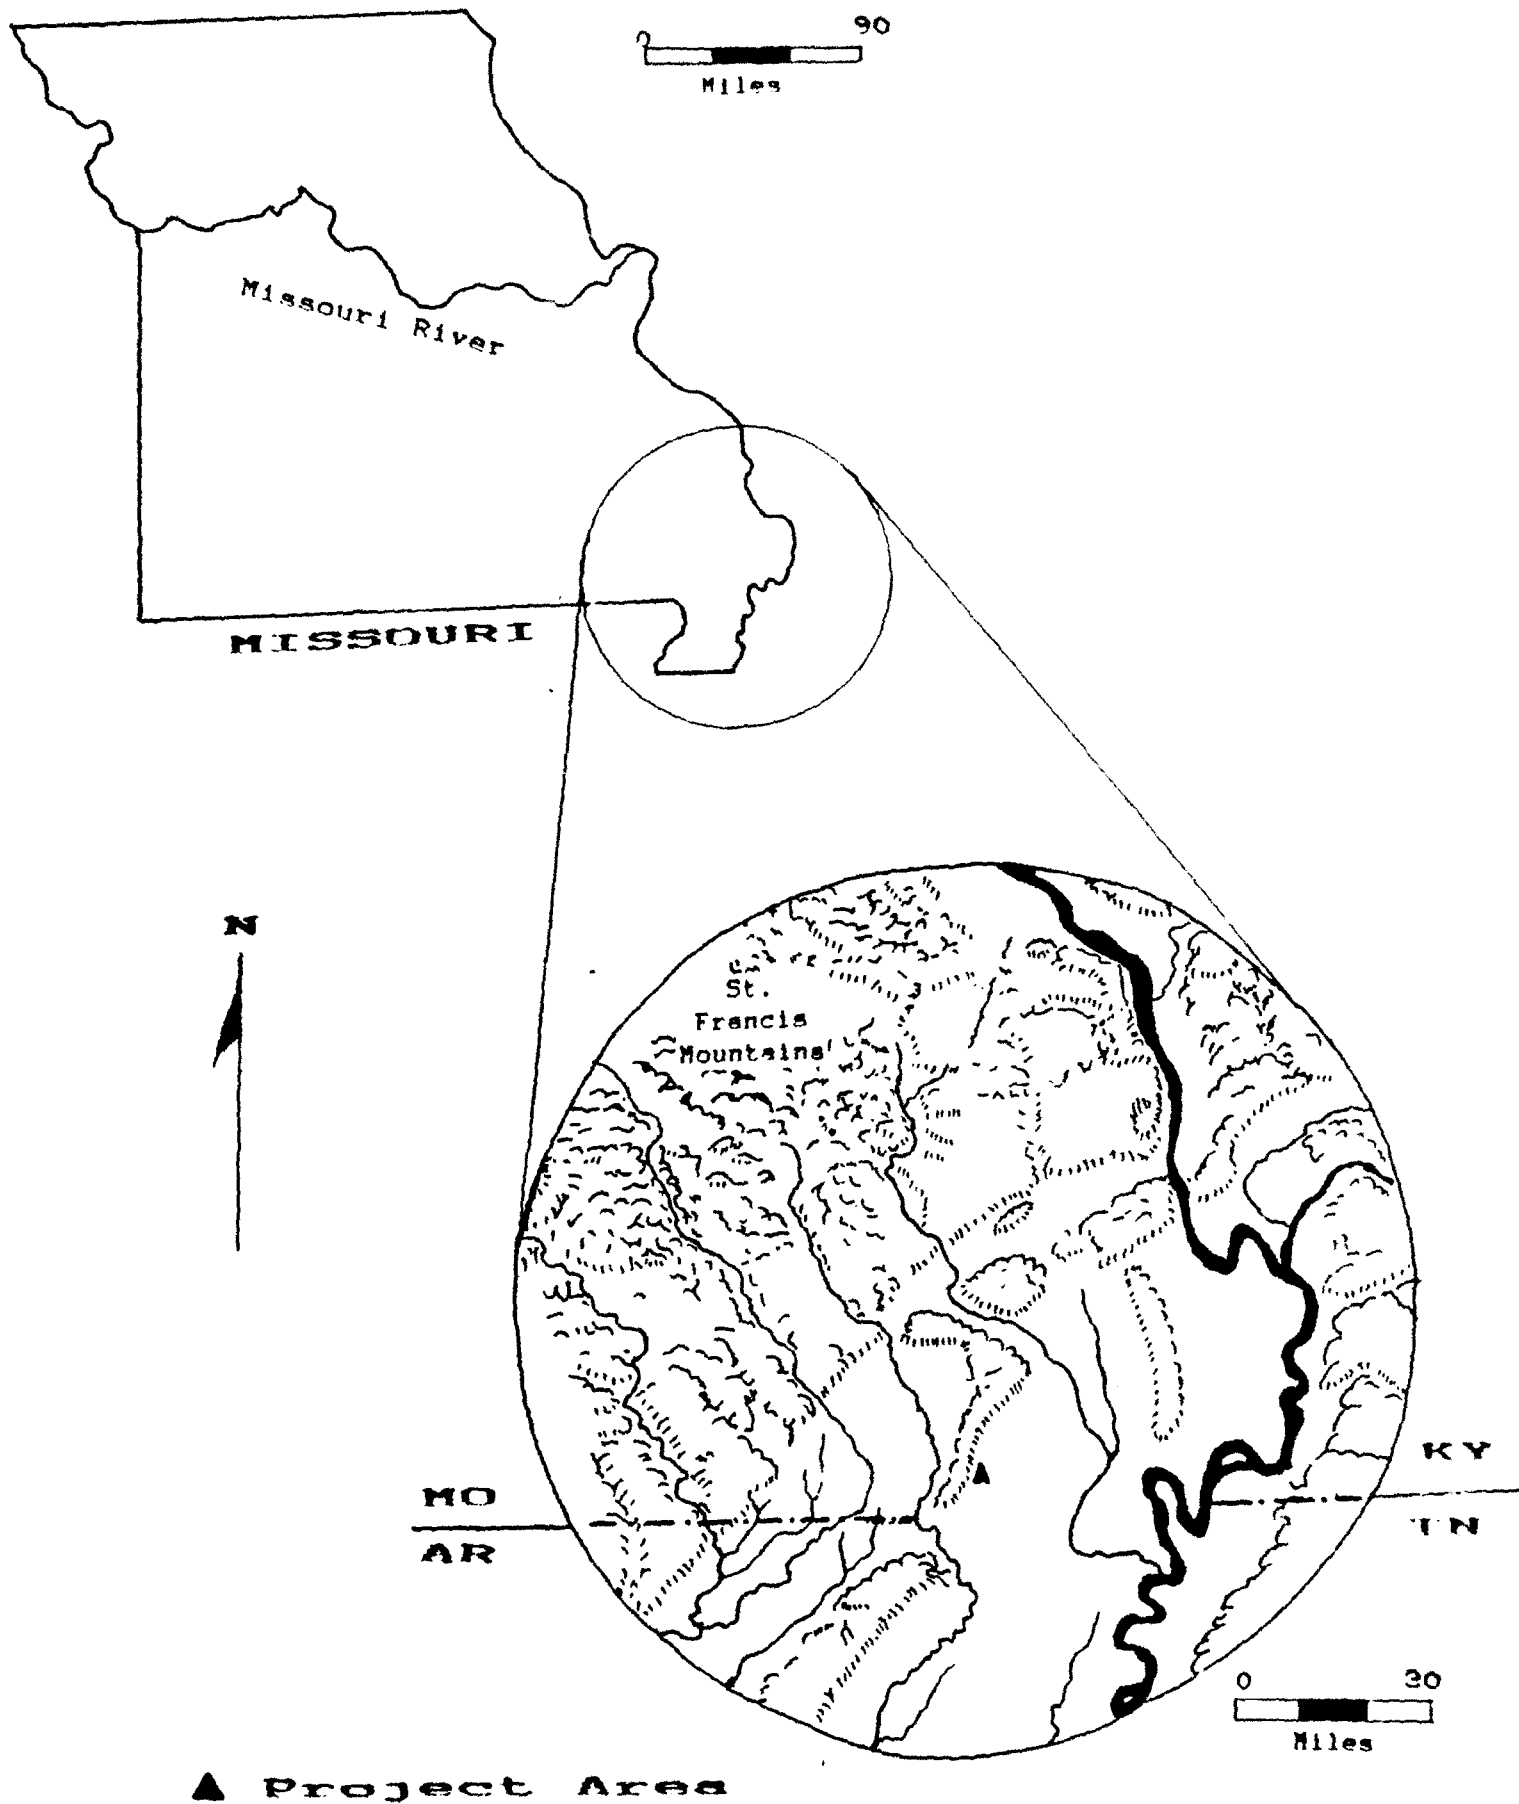 0 90
Miles
Missouri River
MISSOURI
N
St.
Francis
Mountains
MO
AR
KY
TN
0 30
Miles
▲ Project Area